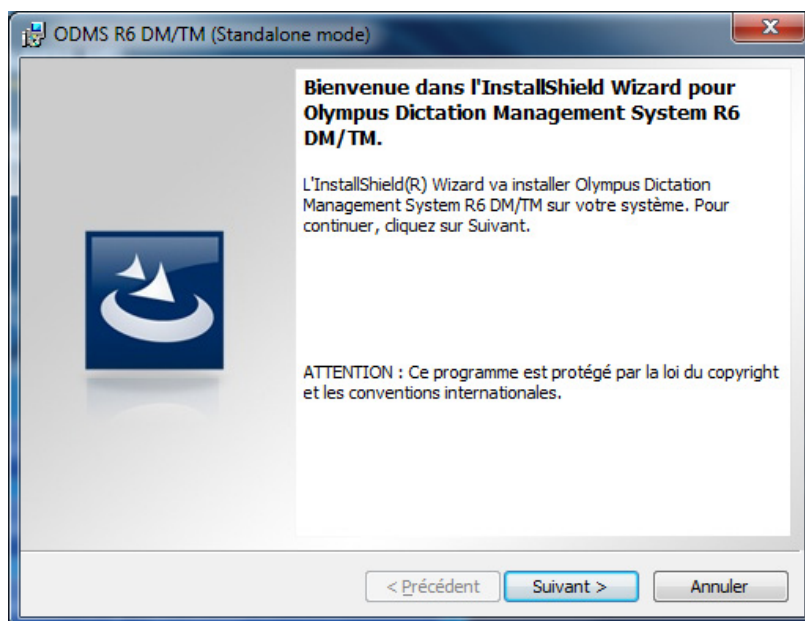 ODMS R6 DM/TM (Standalone mode)
Bienvenue dans l'InstallShield Wizard pour
Olympus Dictation Management System R6
DM/TM.
L'InstallShield(R) Wizard va installer Olympus Dictation
Management System R6 DM/TM sur votre système. Pour
continuer, cliquez sur Suivant.
ATTENTION : Ce programme est protégé par la loi du copyright
et les conventions internationales.
< Précédent Suivant > Annuler